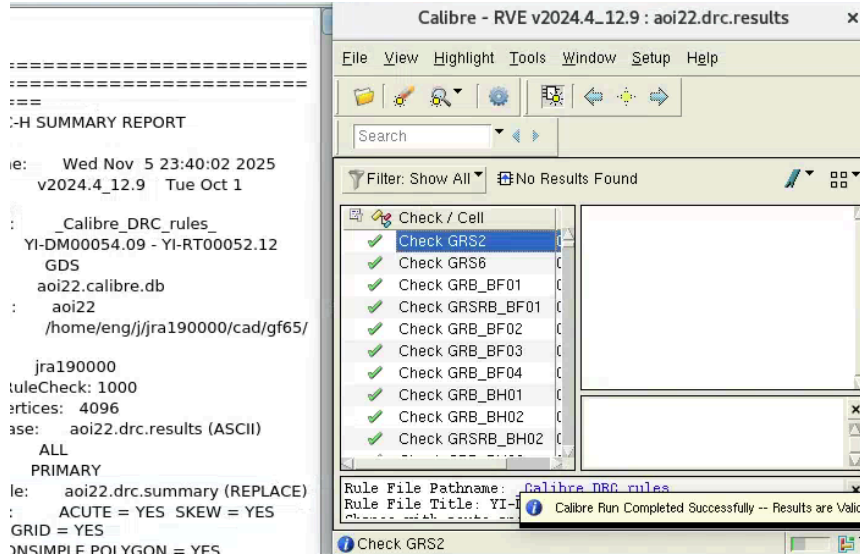 Calibre - RVE v2024.4_12.9 : aoi22.drc.results
File View Highlight Tools Window Setup Help
Search
Filter: Show All
No Results Found
Check / Cell
Check GRS2
Check GRS6
Check GRB_BF01
Check GRSRB_BF01
Check GRB_BF02
Check GRB_BF03
Check GRB_BF04
Check GRB_BH01
Check GRB_BH02
Check GRSRB_BH02
Rule File Pathname: _Calibre_DRC_rules_
Rule File Title: YI-
Calibre Run Completed Successfully -- Results are Valid
Check GRS2
==============================
==============================
===
C-H SUMMARY REPORT
e: Wed Nov 5 23:40:02 2025
v2024.4_12.9 Tue Oct 1
: _Calibre_DRC_rules_
YI-DM00054.09 - YI-RT00052.12
GDS
aoi22.calibre.db
: aoi22
/home/eng/j/jra190000/cad/gf65/
jra190000
RuleCheck: 1000
ertices: 4096
ase: aoi22.drc.results (ASCII)
ALL
PRIMARY
le: aoi22.drc.summary (REPLACE)
: ACUTE = YES SKEW = YES
GRID = YES
ONSIMPLE POLYGON = YES